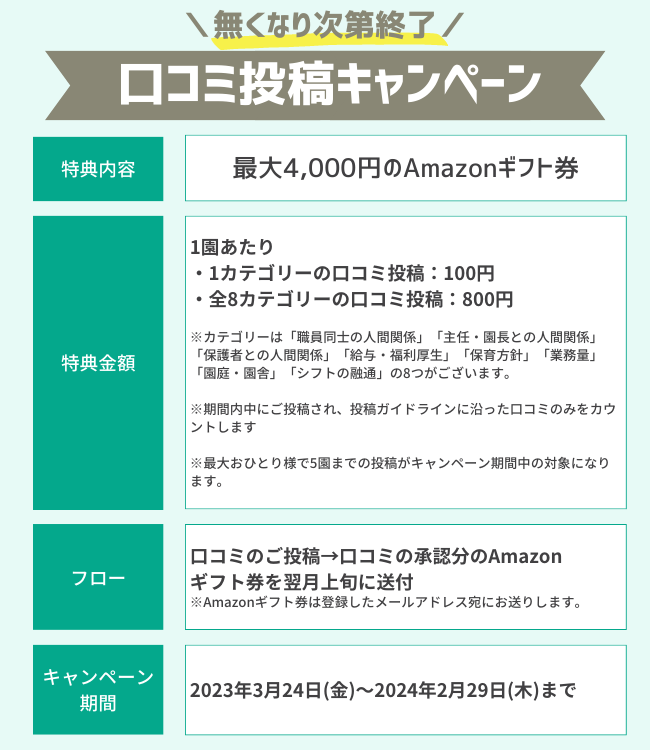 無くなり次第終了
口コミ投稿キャンペーン
特典内容
最大4,000円のAmazonギフト券
特典金額
1園あたり
・1カテゴリーの口コミ投稿：100円
・全8カテゴリーの口コミ投稿：800円
※カテゴリーは「職員同士の人間関係」「主任・園長との人間関係」
「保護者との人間関係」「給与・福利厚生」「保育方針」「業務量」
「園庭・園舎」「シフトの融通」の8つがございます。
※期間内中にご投稿され、投稿ガイドラインに沿った口コミのみをカウ
ントします
※最大おひとり様で5園までの投稿がキャンペーン期間中の対象になり
ます。
フロー
口コミのご投稿→口コミの承認分のAmazon
ギフト券を翌月上旬に送付
※Amazonギフト券は登録したメールアドレス宛にお送りします。
キャンペーン
期間
2023年3月24日(金)〜2024年2月29日(木)まで